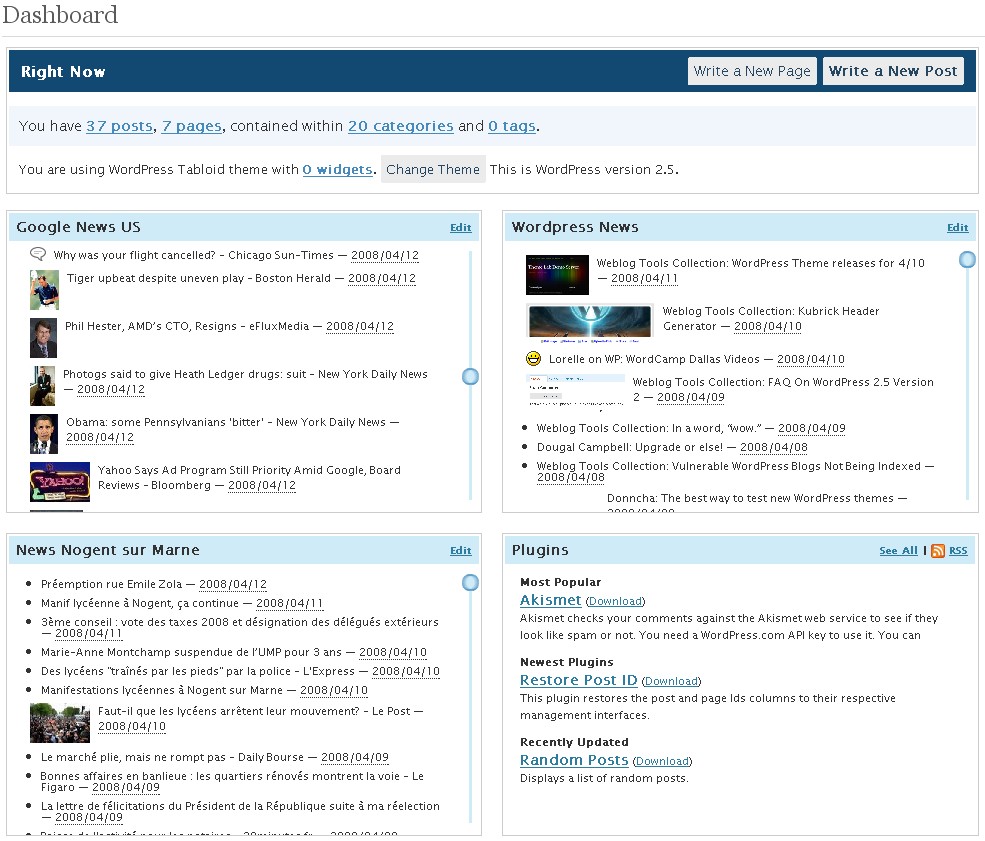 Dashboard
Right Now
Write a New Page
Write a New Post
You have 37 posts, 7 pages, contained within 20 categories and 0 tags.
You are using WordPress Tabloid theme with 0 widgets. Change Theme This is WordPress version 2.5.
Google News US
Edit
Why was your flight cancelled? - Chicago Sun-Times — 2008/04/12
Tiger upbeat despite uneven play - Boston Herald — 2008/04/12
Phil Hester, AMD's CTO, Resigns - eFluxMedia — 2008/04/12
Photogs said to give Heath Ledger drugs: suit - New York Daily News
— 2008/04/12
Obama: some Pennsylvanians 'bitter' - New York Daily News —
2008/04/12
Yahoo Says Ad Program Still Priority Amid Google, Board
Reviews - Bloomberg — 2008/04/12
Wordpress News
Edit
Weblog Tools Collection: WordPress Theme releases for 4/10
— 2008/04/11
Weblog Tools Collection: Kubrick Header
Generator — 2008/04/10
Lorelle on WP: WordCamp Dallas Videos — 2008/04/10
Weblog Tools Collection: FAQ On WordPress 2.5 Version
2 — 2008/04/09
Weblog Tools Collection: In a word, “wow.” — 2008/04/09
Dougal Campbell: Upgrade or else! — 2008/04/08
Weblog Tools Collection: Vulnerable WordPress Blogs Not Being Indexed —
2008/04/08
Donncha: The best way to test new WordPress themes —
News Nogent sur Marne
Edit
Préemption rue Emile Zola — 2008/04/12
Manif lycéenne à Nogent, ça continue — 2008/04/11
3ème conseil : vote des taxes 2008 et désignation des délégués extérieurs
— 2008/04/11
Marie-Anne Montchamp suspendue de l'UMP pour 3 ans — 2008/04/10
Des lycéens "traînés par les pieds" par la police - L'Express — 2008/04/10
Manifestations lycéennes à Nogent sur Marne — 2008/04/10
Faut-il que les lycéens arrêtent leur mouvement? - Le Post —
2008/04/10
Le marché plie, mais ne rompt pas - Daily Bourse — 2008/04/09
Bonnes affaires en banlieue : les quartiers rénovés montrent la voie - Le
Figaro — 2008/04/09
La lettre de félicitations du Président de la République suite à ma réelection
— 2008/04/09
Plugins
See All | RSS
Most Popular
Akismet (Download)
Akismet checks your comments against the Akismet web service to see if they
look like spam or not. You need a WordPress.com API key to use it. You can
Newest Plugins
Restore Post ID (Download)
This plugin restores the post and page Ids columns to their respective
management interfaces.
Recently Updated
Random Posts (Download)
Displays a list of random posts.